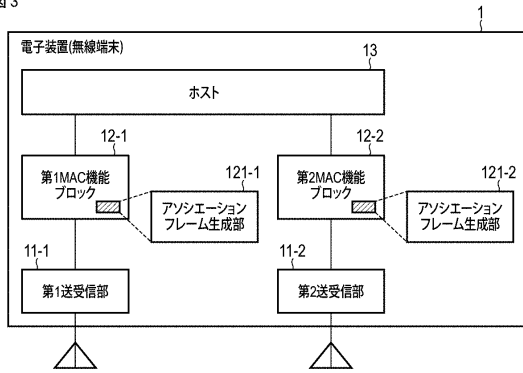 図3
1
電子装置(無線端末)
13
ホスト
12-1
12-2
第1MAC機能
ブロック
121-1
アソシエーション
フレーム生成部
第2MAC機能
ブロック
121-2
アソシエーション
フレーム生成部
11-1
第1送受信部
11-2
第2送受信部